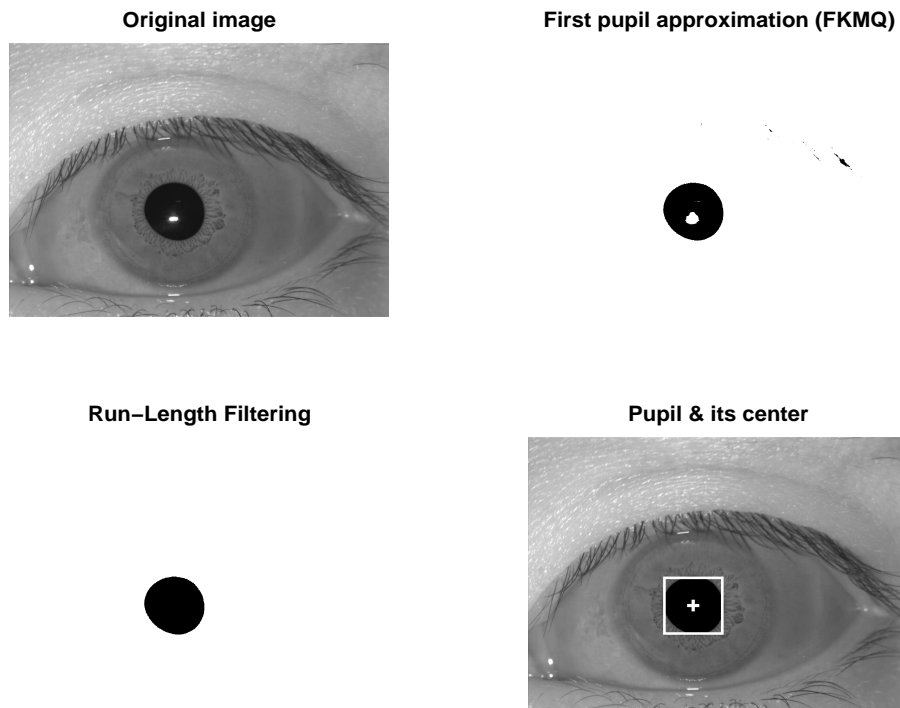 Original image
First pupil approximation (FKMQ)
Run−Length Filtering
Pupil & its center